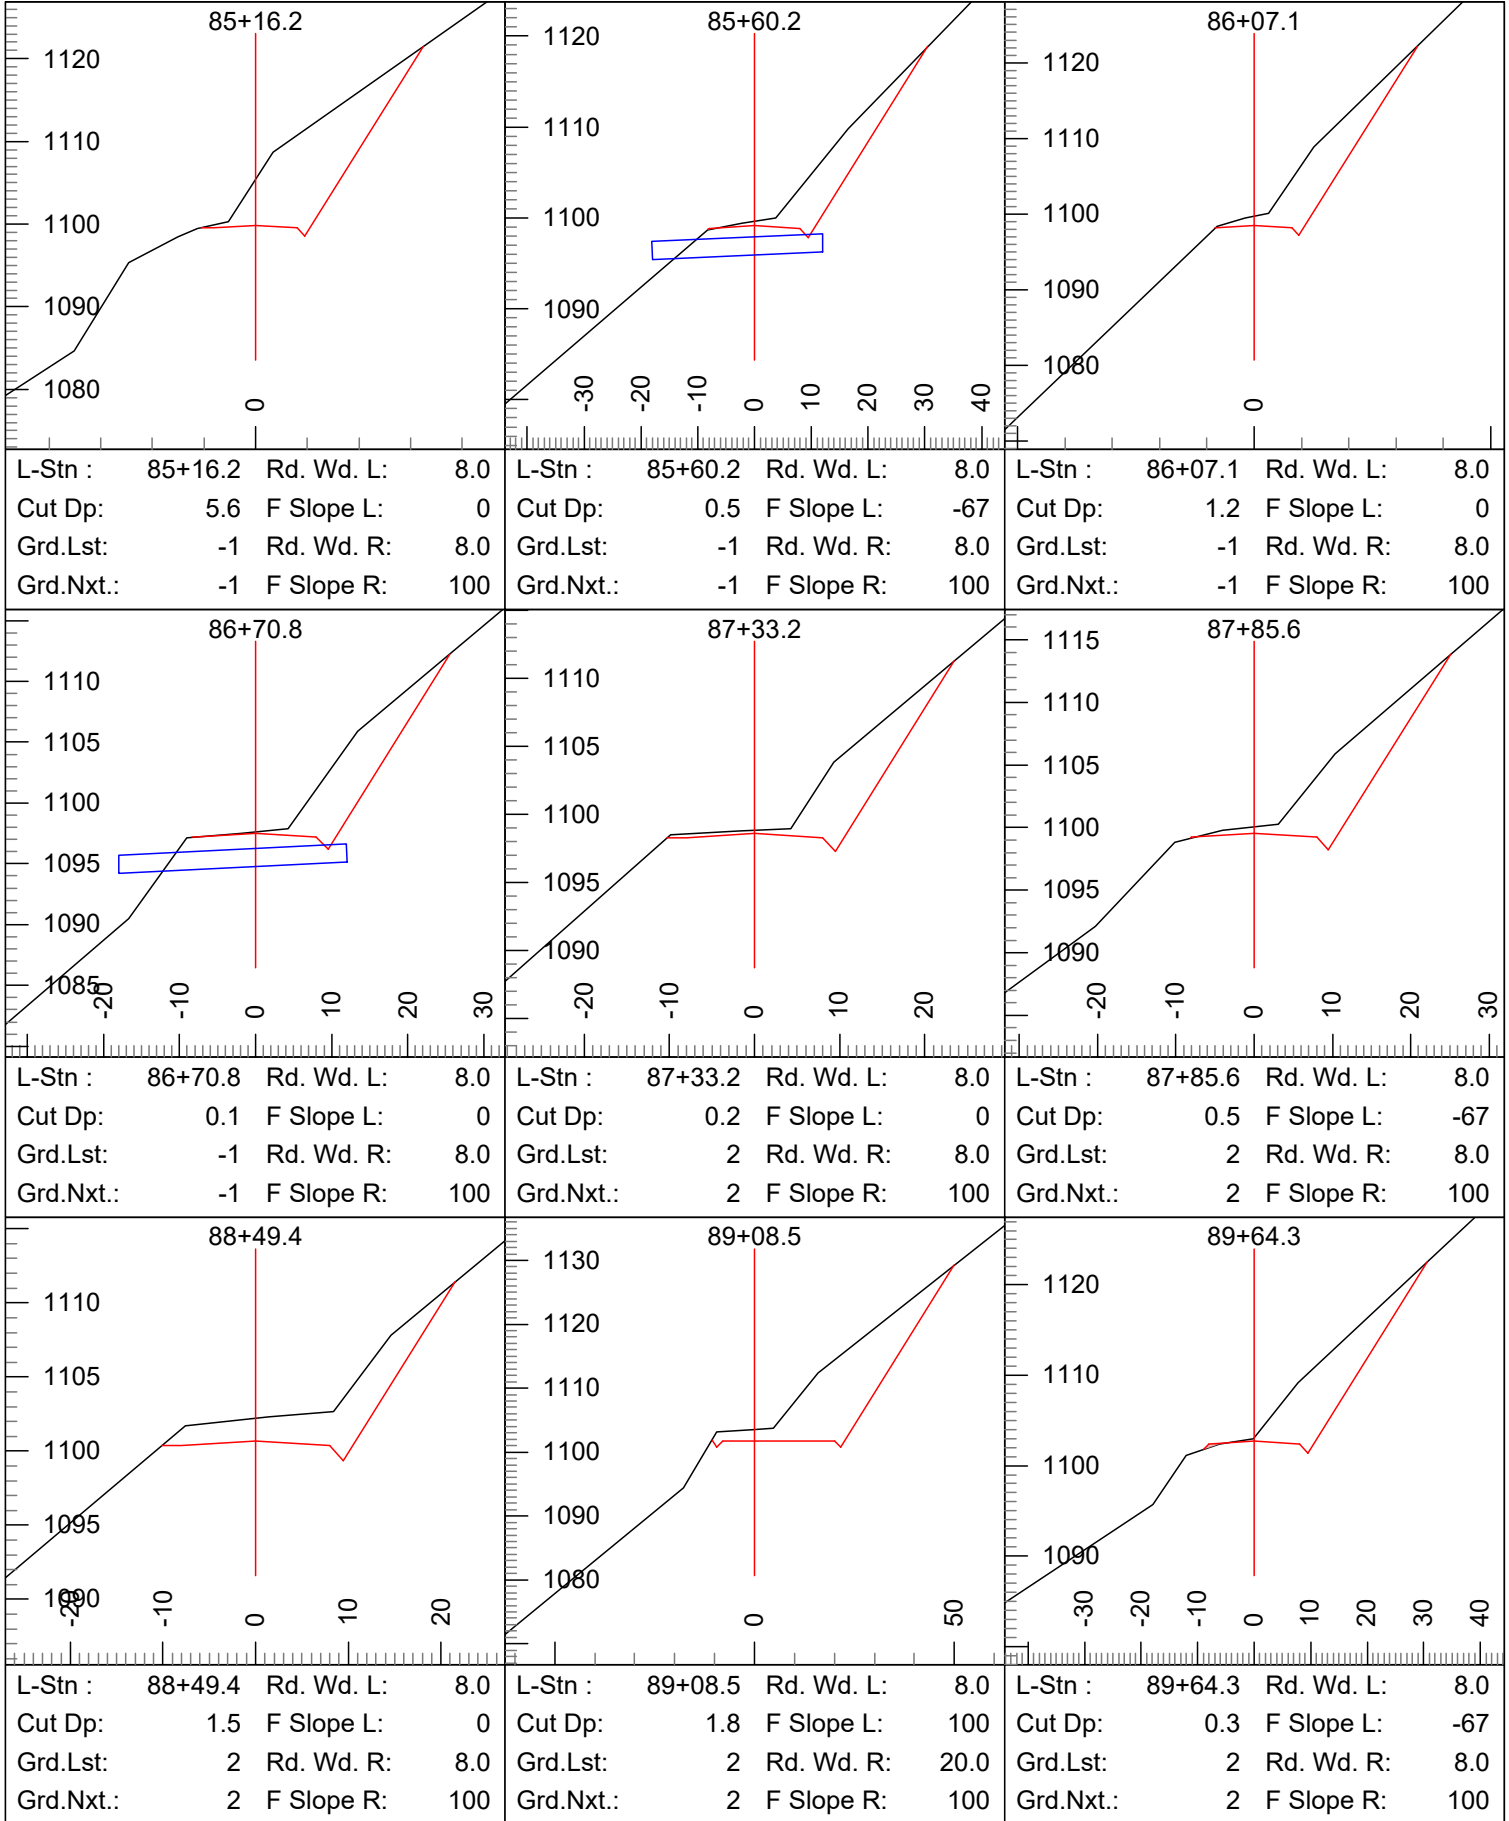 85+16.2
1120
1110
1100
1090
1080
0
L-Stn : 85+16.2 Rd. Wd. L: 8.0
Cut Dp: 5.6 F Slope L: 0
Grd.Lst: -1 Rd. Wd. R: 8.0
Grd.Nxt.: -1 F Slope R: 100
85+60.2
1120
1110
1100
1090
-30 -20 -10 0 10 20 30 40
L-Stn : 85+60.2 Rd. Wd. L: 8.0
Cut Dp: 0.5 F Slope L: -67
Grd.Lst: -1 Rd. Wd. R: 8.0
Grd.Nxt.: -1 F Slope R: 100
86+07.1
1120
1110
1100
1090
1080
0
L-Stn : 86+07.1 Rd. Wd. L: 8.0
Cut Dp: 1.2 F Slope L: 0
Grd.Lst: -1 Rd. Wd. R: 8.0
Grd.Nxt.: -1 F Slope R: 100
86+70.8
1110
1105
1100
1095
1090
1085
-20 -10 0 10 20 30
L-Stn : 86+70.8 Rd. Wd. L: 8.0
Cut Dp: 0.1 F Slope L: 0
Grd.Lst: -1 Rd. Wd. R: 8.0
Grd.Nxt.: -1 F Slope R: 100
87+33.2
1110
1105
1100
1095
1090
-20 -10 0 10 20
L-Stn : 87+33.2 Rd. Wd. L: 8.0
Cut Dp: 0.2 F Slope L: 0
Grd.Lst: 2 Rd. Wd. R: 8.0
Grd.Nxt.: 2 F Slope R: 100
87+85.6
1115
1110
1105
1100
1095
1090
-20 -10 0 10 20 30
L-Stn : 87+85.6 Rd. Wd. L: 8.0
Cut Dp: 0.5 F Slope L: -67
Grd.Lst: 2 Rd. Wd. R: 8.0
Grd.Nxt.: 2 F Slope R: 100
88+49.4
1110
1105
1100
1095
1090
-20 -10 0 10 20
L-Stn : 88+49.4 Rd. Wd. L: 8.0
Cut Dp: 1.5 F Slope L: 0
Grd.Lst: 2 Rd. Wd. R: 8.0
Grd.Nxt.: 2 F Slope R: 100
89+08.5
1130
1120
1110
1100
1090
1080
0 50
L-Stn : 89+08.5 Rd. Wd. L: 8.0
Cut Dp: 1.8 F Slope L: 100
Grd.Lst: 2 Rd. Wd. R: 20.0
Grd.Nxt.: 2 F Slope R: 100
89+64.3
1120
1110
1100
1090
-30 -20 -10 0 10 20 30 40
L-Stn : 89+64.3 Rd. Wd. L: 8.0
Cut Dp: 0.3 F Slope L: -67
Grd.Lst: 2 Rd. Wd. R: 8.0
Grd.Nxt.: 2 F Slope R: 100